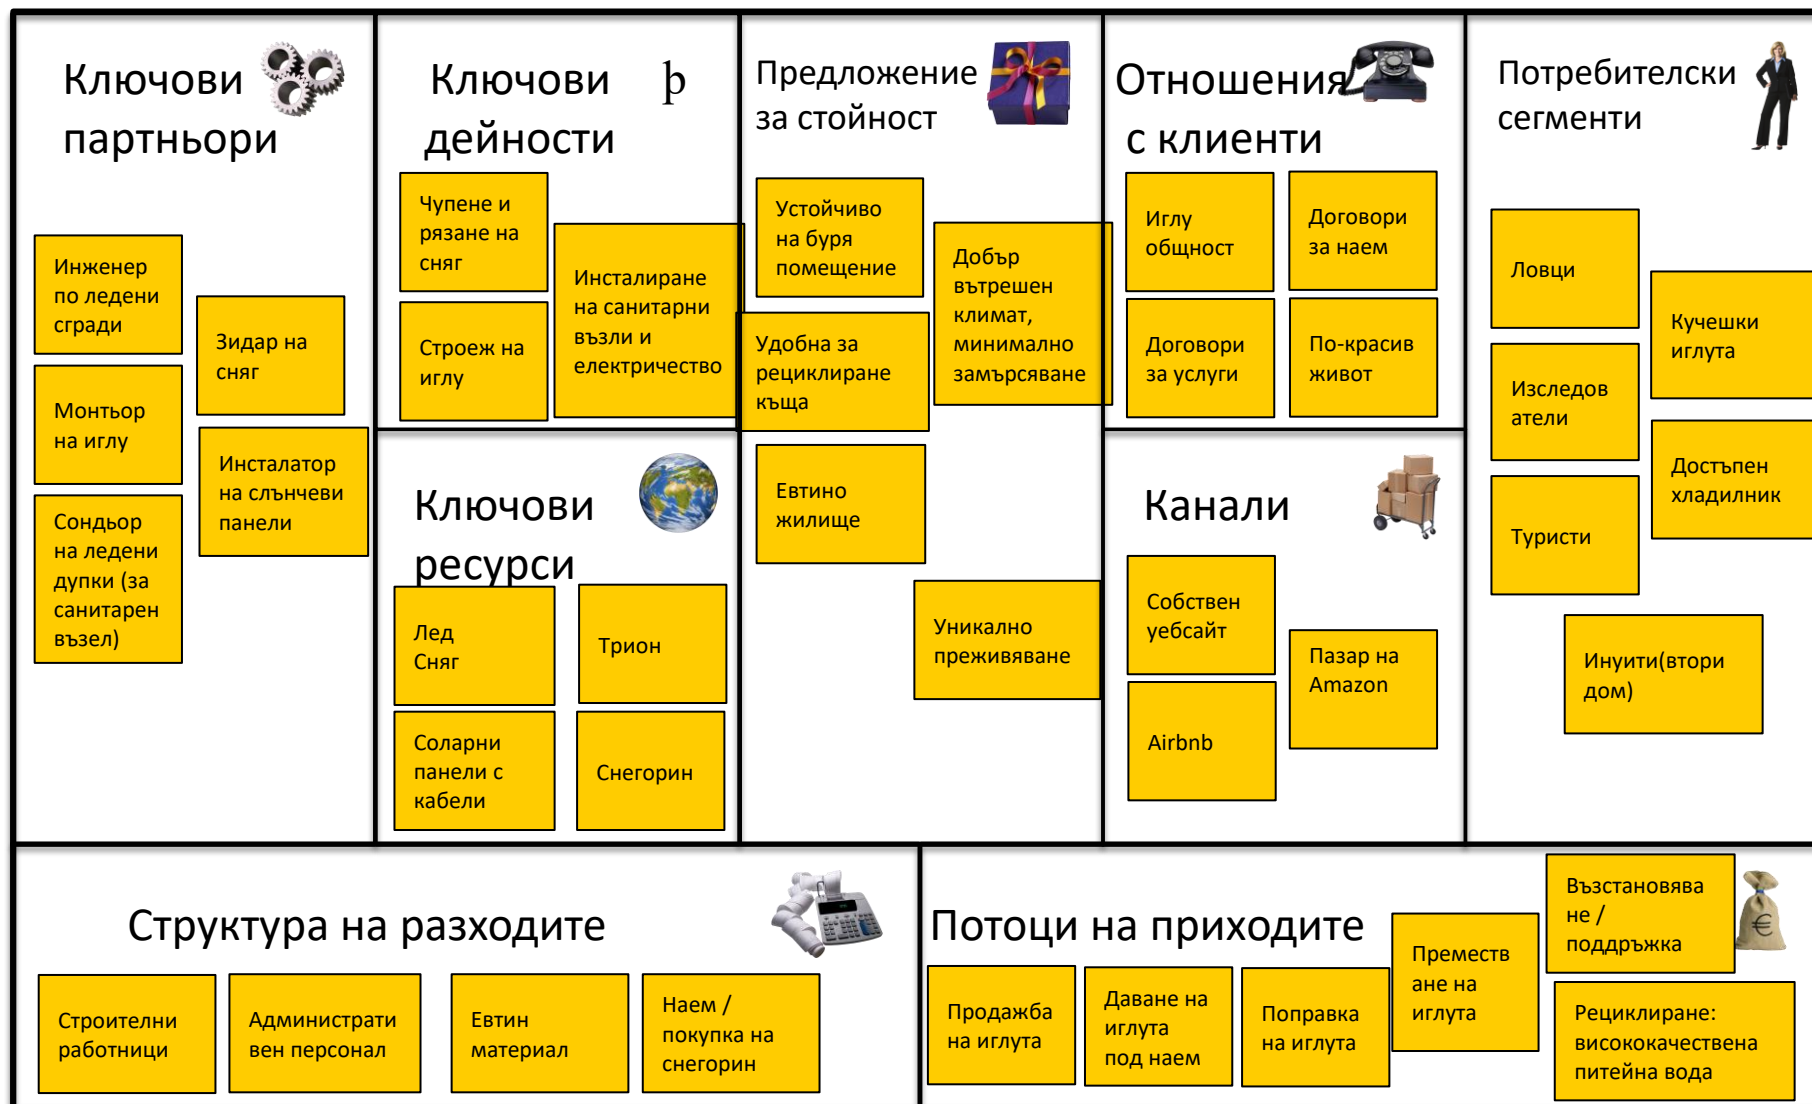 Ключови
партньори
Инженер
по ледени
сгради
Зидар на
сняг
Монтьор
на иглу
Инсталатор
на слънчеви
панели
Сондьор
на ледени
дупки (за
санитарен
възел)
Ключови þ
дейности
Чупене и
рязане на
сняг
Инсталиране
на санитарни
възли и
електричество
Строеж на
иглу
Ключови
ресурси
Лед
Сняг
Трион
Соларни
панели с
кабели
Снегорин
Предложение
за стойност
Устойчиво
на буря
помещение
Добър
вътрешен
климат,
минимално
замърсяване
Удобна за
рециклиране
къща
Евтино
жилище
Уникално
преживяване
Отношения
с клиенти
Иглу
общност
Договори
за наем
Договори
за услуги
По-красив
живот
Канали
Собствен
уебсайт
Пазар на
Amazon
Airbnb
Потребителски
сегменти
Ловци
Кучешки
иглута
Изследов
атели
Достъпен
хладилник
Туристи
Инуити(втори
дом)
Структура на разходите
Строителни
работници
Административ
вен персонал
Евтин
материал
Наем /
покупка на
снегорин
Потоци на приходите
Продажба
на иглута
Даване на
иглута
под наем
Поправка
на иглута
Преместв
ане на
иглута
Възстановява
не /
поддръжка
€
Рециклиране:
висококачествена
питейна вода